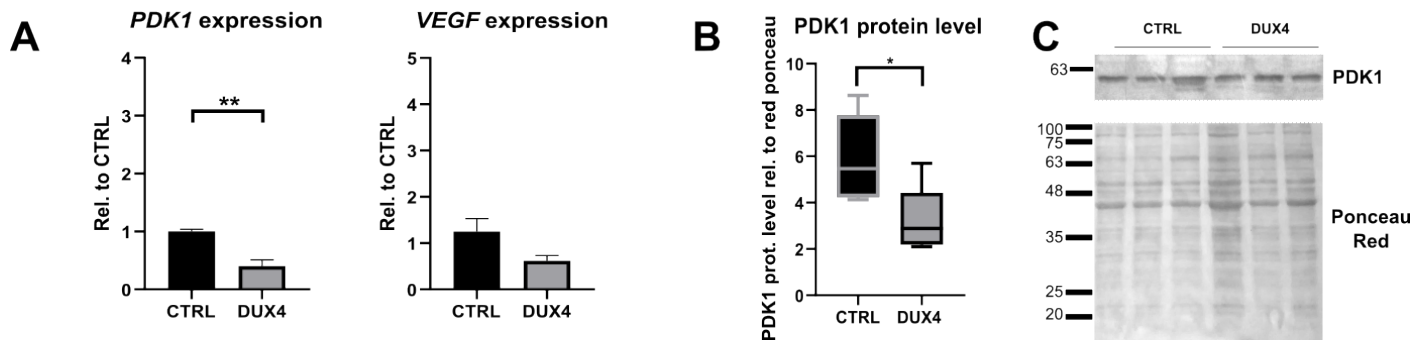 A
PDK1 expression
Rel. to CTRL
4
3
2
1
0
**
CTRL DUX4
VEGF expression
Rel. to CTRL
5
4
3
2
1
0
CTRL DUX4
B
PDK1 protein level
PDK1 prot. level rel. to red ponceau
10
8
6
4
2
0
*
CTRL DUX4
C
CTRL DUX4
63
PDK1
100
75
63
48
35
25
20
Ponceau
Red